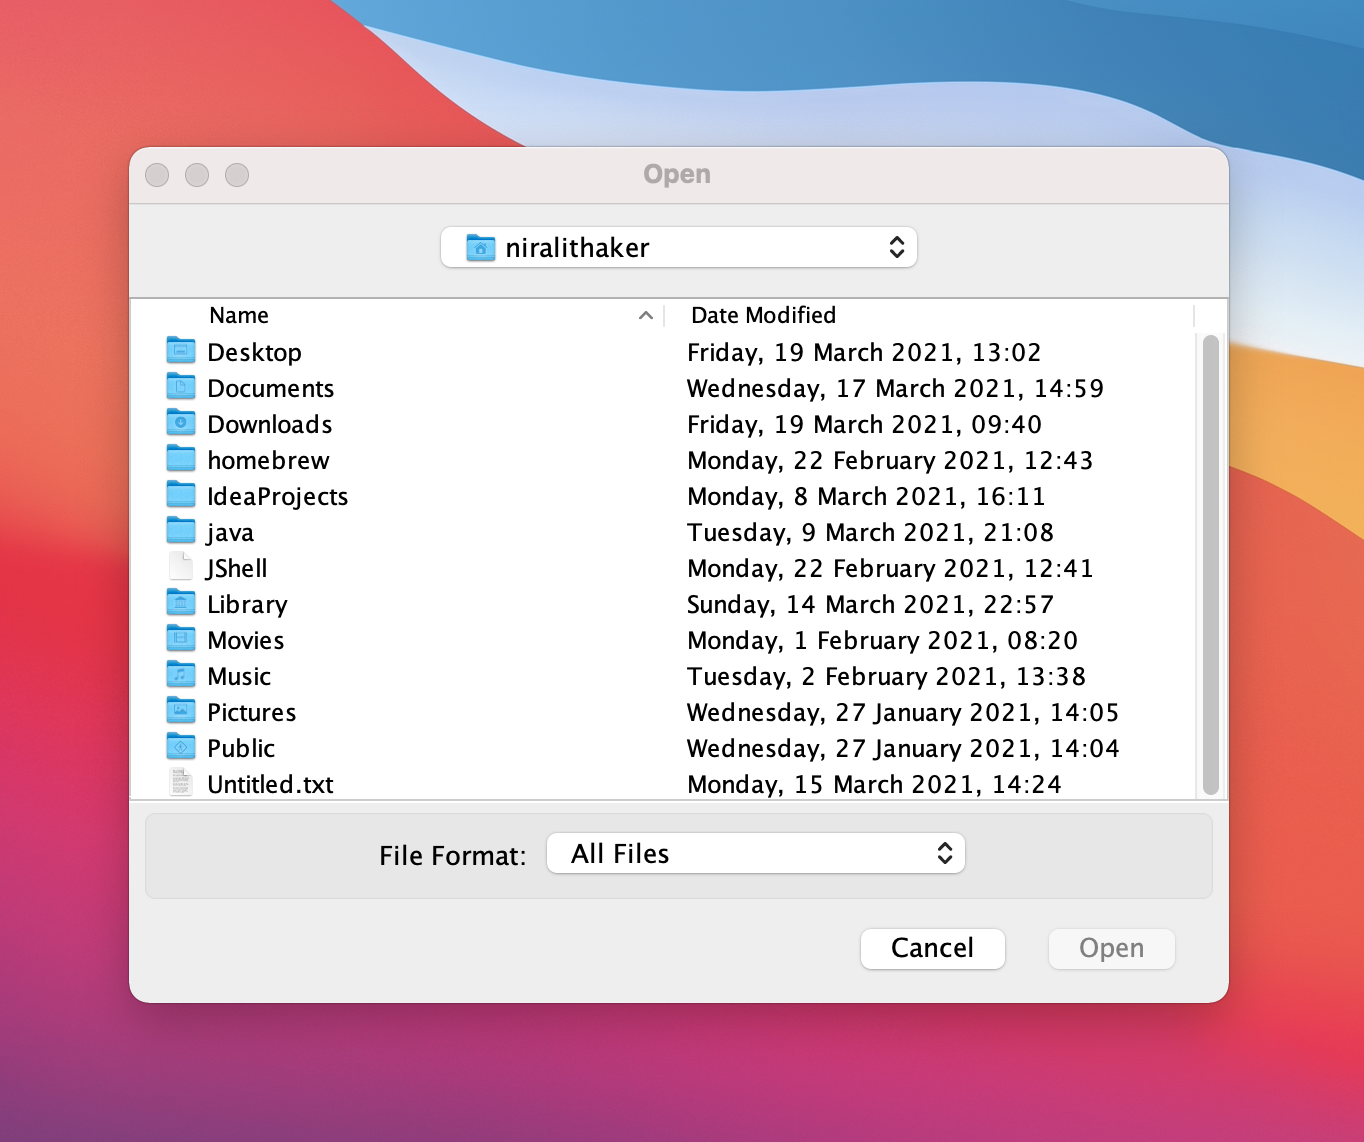 Open
niralithaker
Name Date Modified
Desktop Friday, 19 March 2021, 13:02
Documents Wednesday, 17 March 2021, 14:59
Downloads Friday, 19 March 2021, 09:40
homebrew Monday, 22 February 2021, 12:43
IdeaProjects Monday, 8 March 2021, 16:11
java Tuesday, 9 March 2021, 21:08
JShell Monday, 22 February 2021, 12:41
Library Sunday, 14 March 2021, 22:57
Movies Monday, 1 February 2021, 08:20
Music Tuesday, 2 February 2021, 13:38
Pictures Wednesday, 27 January 2021, 14:05
Public Wednesday, 27 January 2021, 14:04
Untitled.txt Monday, 15 March 2021, 14:24
File Format: All Files
Cancel Open